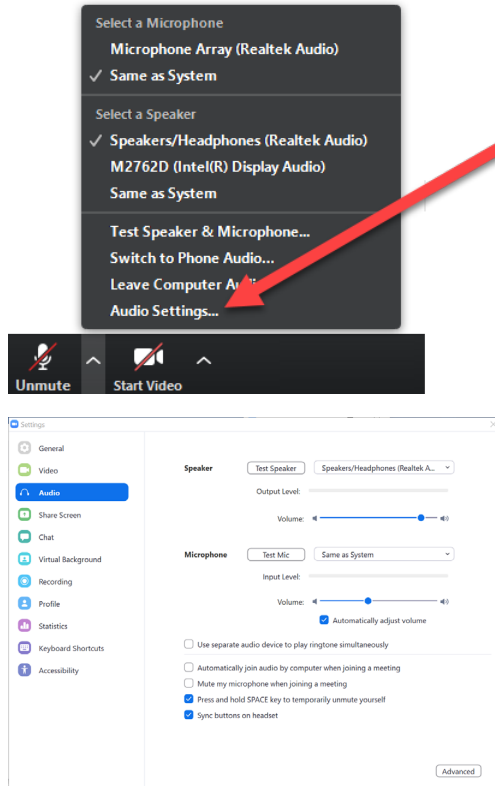 Select a Microphone
Microphone Array (Realtek Audio)
✓ Same as System
Select a Speaker
✓ Speakers/Headphones (Realtek Audio)
M2762D (Intel(R) Display Audio)
Same as System
Test Speaker & Microphone...
Switch to Phone Audio...
Leave Computer
Audio Settings...
Unmute
Start Video
Settings
General
Video
Audio
Share Screen
Chat
Virtual Background
Recording
Profile
Statistics
Keyboard Shortcuts
Accessibility
Speaker Test Speaker Speakers/Headphones (Realtek A...
Output Level:
Volume:
Microphone Test Mic Same as System
Input Level:
Volume:
Automatically adjust volume
Use separate audio device to play ringtone simultaneously
Automatically join audio by computer when joining a meeting
Mute my microphone when joining a meeting
Press and hold SPACE key to temporarily unmute yourself
Sync buttons on headset
Advanced